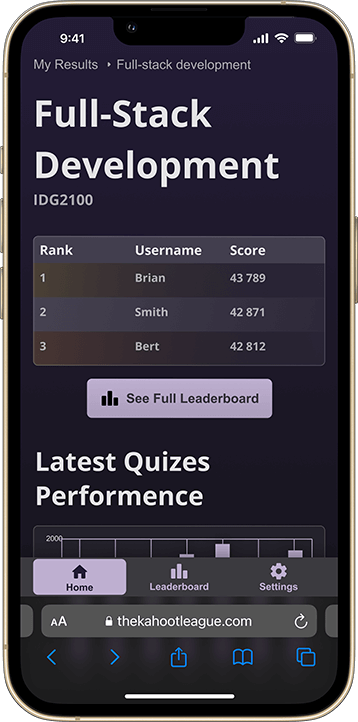 9:41
My Results ‣ Full-stack development
Full-Stack
Development
IDG2100
Rank Username Score
1 Brian 43 789
2 Smith 42 871
3 Bert 42 812
See Full Leaderboard
Latest Quizes
Performence
2000
Home Leaderboard Settings
AA thekahootleague.com